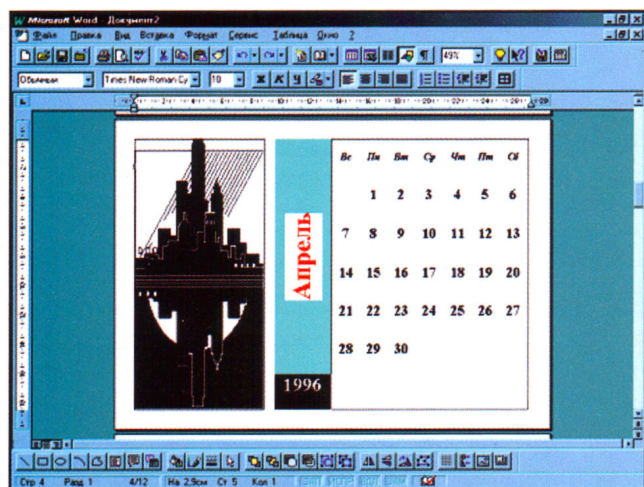 Microsoft Word - Документ2
Файл Правка Вид Вставка Формат Сервис Таблица Окно ?
49%
Обычный Times New Roman Cy 10 Ж К Ч
Вс Пн Вт Ср Чт Пт Сб
1 2 3 4 5 6
7 8 9 10 11 12 13
14 15 16 17 18 19 20
21 22 23 24 25 26 27
28 29 30
Апрель
1996
Стр 4 Разд 1 4/12 На 2,9см Ст 5 Кол 1